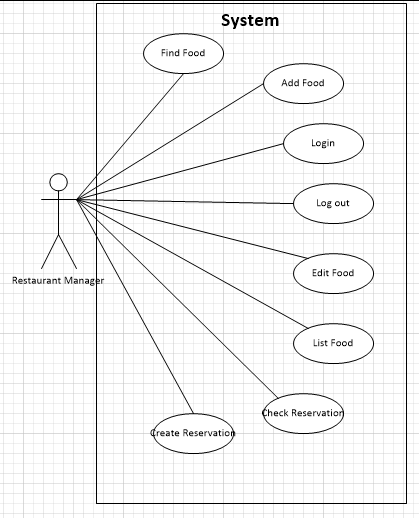 System
Find Food
Add Food
Login
Log out
Restaurant Manager
Edit Food
List Food
Check Reservation
Create Reservation